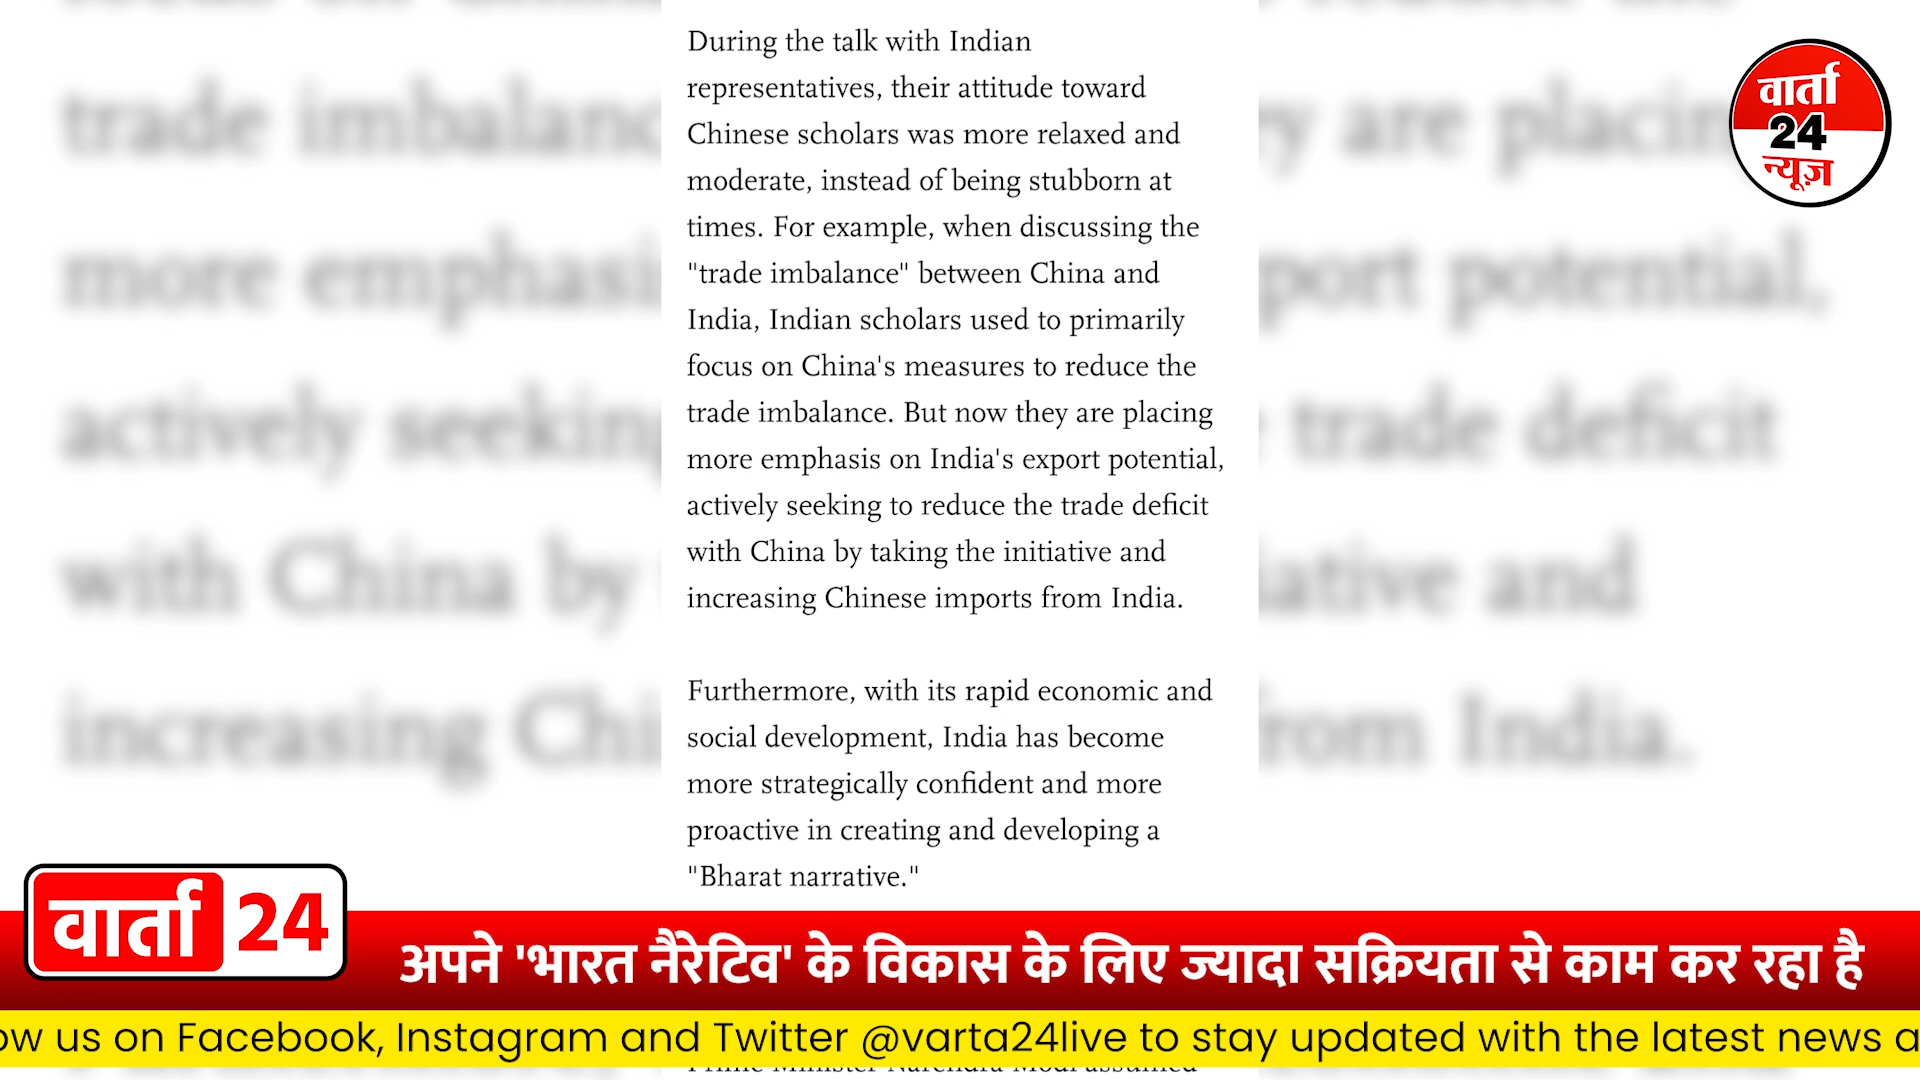 During the talk with Indian
representatives, their attitude toward
Chinese scholars was more relaxed and
moderate, instead of being stubborn at
times. For example, when discussing the
"trade imbalance" between China and
India, Indian scholars used to primarily
focus on China's measures to reduce the
trade imbalance. But now they are placing
more emphasis on India's export potential,
actively seeking to reduce the trade deficit
with China by taking the initiative and
increasing Chinese imports from India.
Furthermore, with its rapid economic and
social development, India has become
more strategically confident and more
proactive in creating and developing a
"Bharat narrative."
वार्ता
24
न्यूज़
वार्ता 24
अपने 'भारत नैरेटिव' के विकास के लिए ज्यादा सक्रियता से काम कर रहा है
ow us on Facebook, Instagram and Twitter @varta24live to stay updated with the latest news a
Prime Minister Narendra Modi assumed